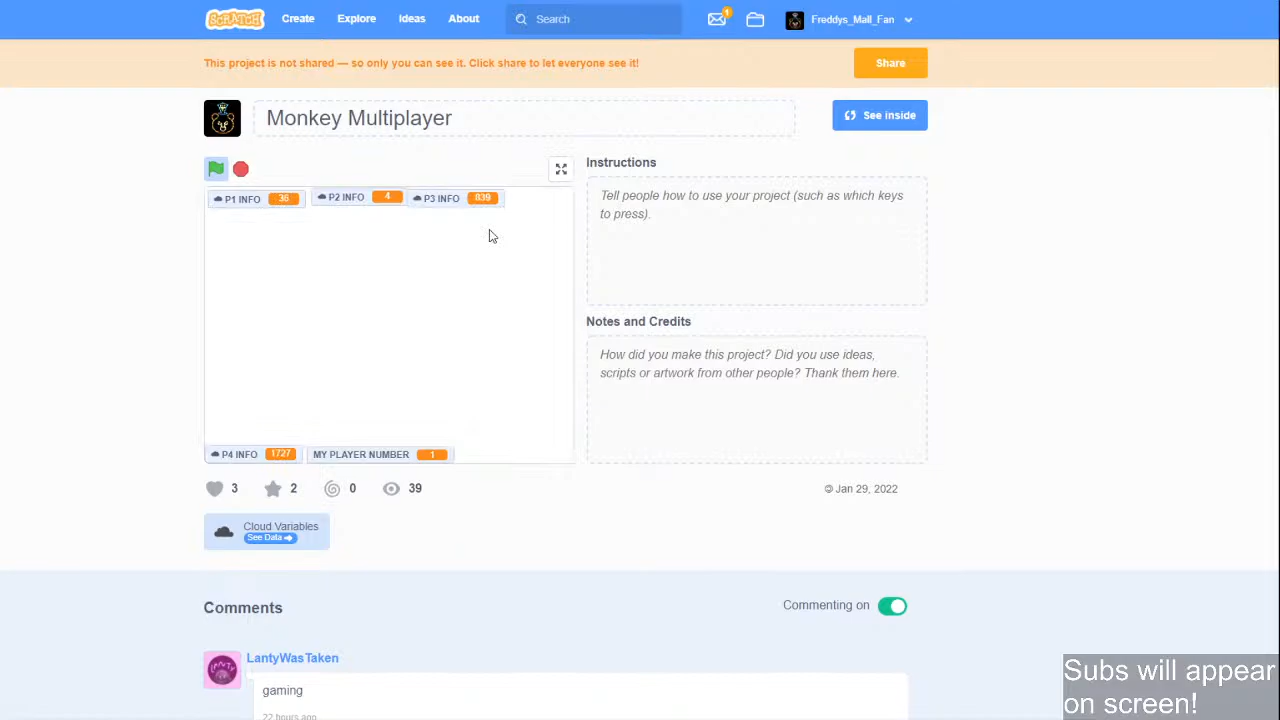 SCRATCH Create Explore Ideas About Search 1 Freddys_Mall_Fan
This project is not shared — so only you can see it. Click share to let everyone see it! Share
Monkey Multiplayer See inside
Instructions
P1 INFO 36 P2 INFO 4 P3 INFO 839
Tell people how to use your project (such as which keys
to press).
Notes and Credits
How did you make this project? Did you use ideas,
scripts or artwork from other people? Thank them here.
P4 INFO 1727 MY PLAYER NUMBER 1
3 2 0 39 © Jan 29, 2022
Cloud Variables
See Data
Comments Commenting on
LantyWasTaken
gaming
22 hours ago
Subs will appear
on screen!